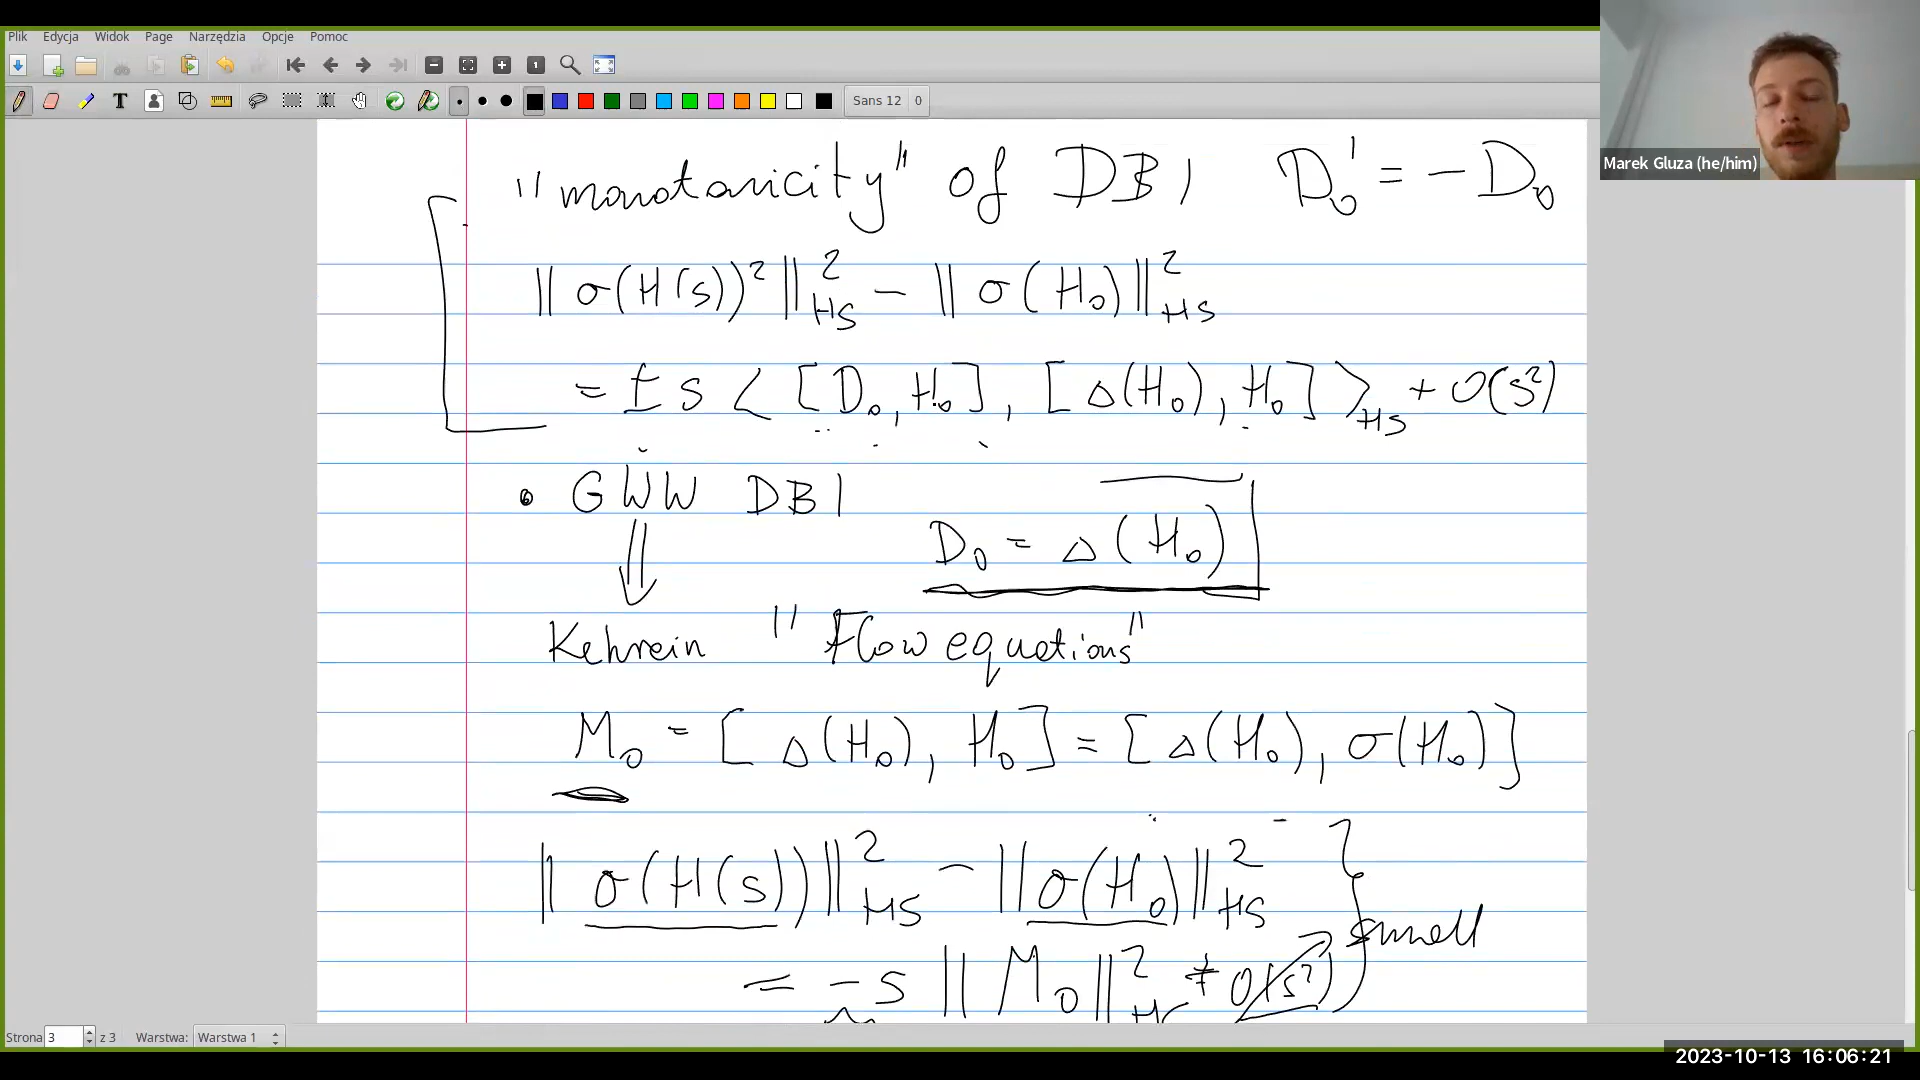 Plik Edycja Widok Page Narzędzia Opcje Pomoc
Sans 12 0
Marek Gluza (he/him)
"monotonicity" of DBI D₀' = - D₀
‖ σ(H(s))² ‖²_HS - ‖ σ(H₀) ‖²_HS
= ± s < [D₀, H₀], [Δ(H₀), H₀] >_HS + O(s²)
• GWW DBI
D₀ = Δ(H₀)
⇓
Kehrein "Flow equations"
M₀ = [Δ(H₀), H₀] = [Δ(H₀), σ(H₀)]
‖ σ(H(s)) ‖²_HS - ‖ σ(H₀) ‖²_HS
small
= - s ‖ M₀ ‖²_HS + O(s²)
Strona 3 z 3 Warstwa: Warstwa 1
2023-10-13 16:06:21